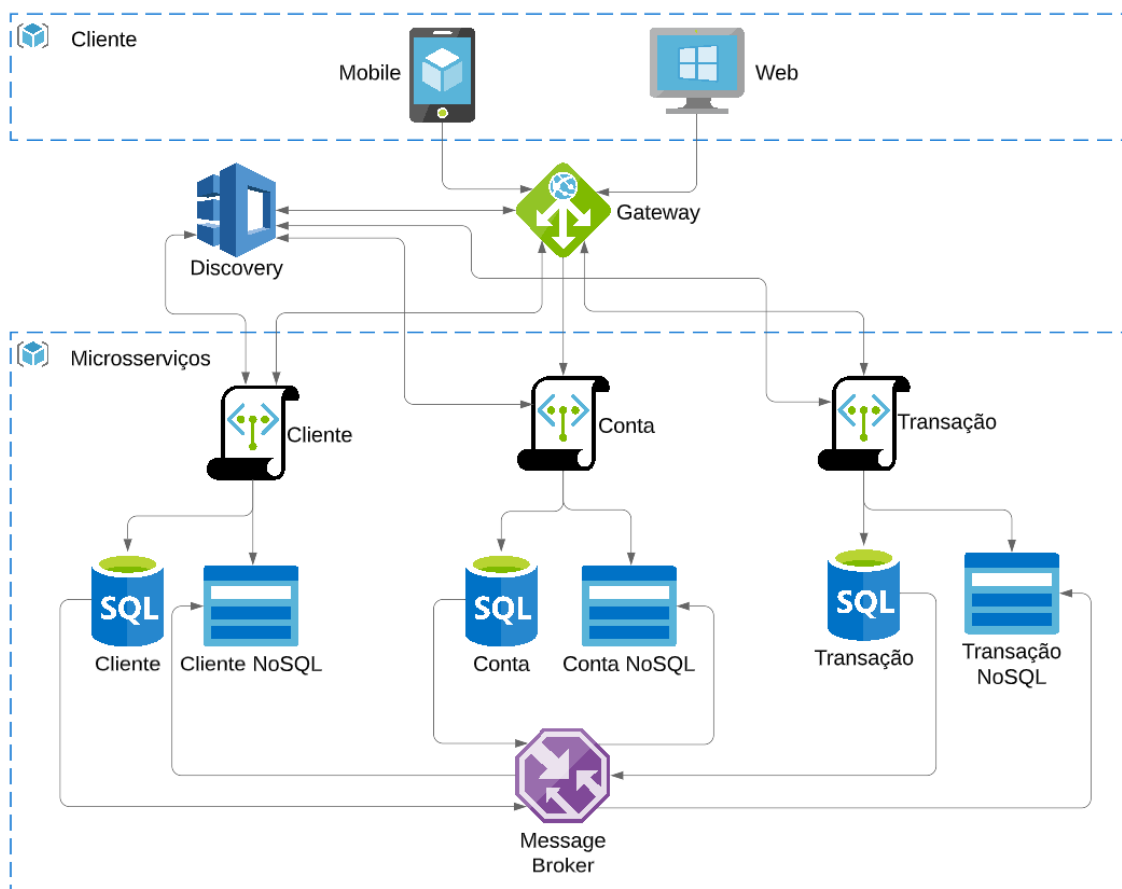 Cliente
Mobile
Web
Gateway
Discovery
Microsserviços
Cliente
Conta
Transação
SQL
Cliente
Cliente NoSQL
SQL
Conta
Conta NoSQL
SQL
Transação
Transação
NoSQL
Message
Broker